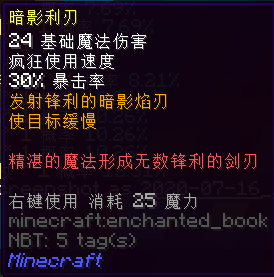 暗影利刃
24 基础魔法伤害
疯狂使用速度
30% 暴击率
发射锋利的暗影焰刃
使目标缓慢
精湛的魔法形成无数锋利的剑刃
右键使用 消耗 25 魔力
minecraft:enchanted_book
NBT: 5 tag(s)
Minecraft